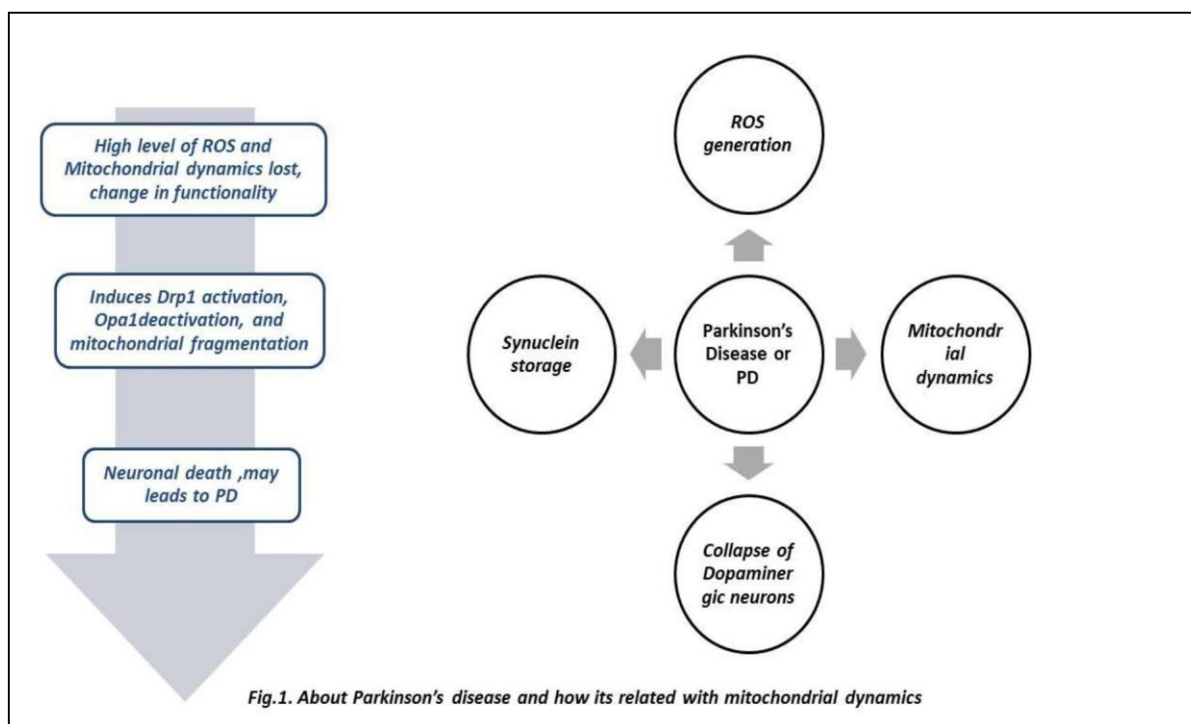 High level of ROS and
Mitochondrial dynamics lost,
change in functionality
Induces Drp1 activation,
Opa1deactivation, and
mitochondrial fragmentation
Neuronal death ,may
leads to PD
ROS
generation
Synuclein
storage
Parkinson's
Disease or
PD
Mitochondr
ial
dynamics
Collapse of
Dopaminer
gic neurons
Fig.1. About Parkinson's disease and how its related with mitochondrial dynamics